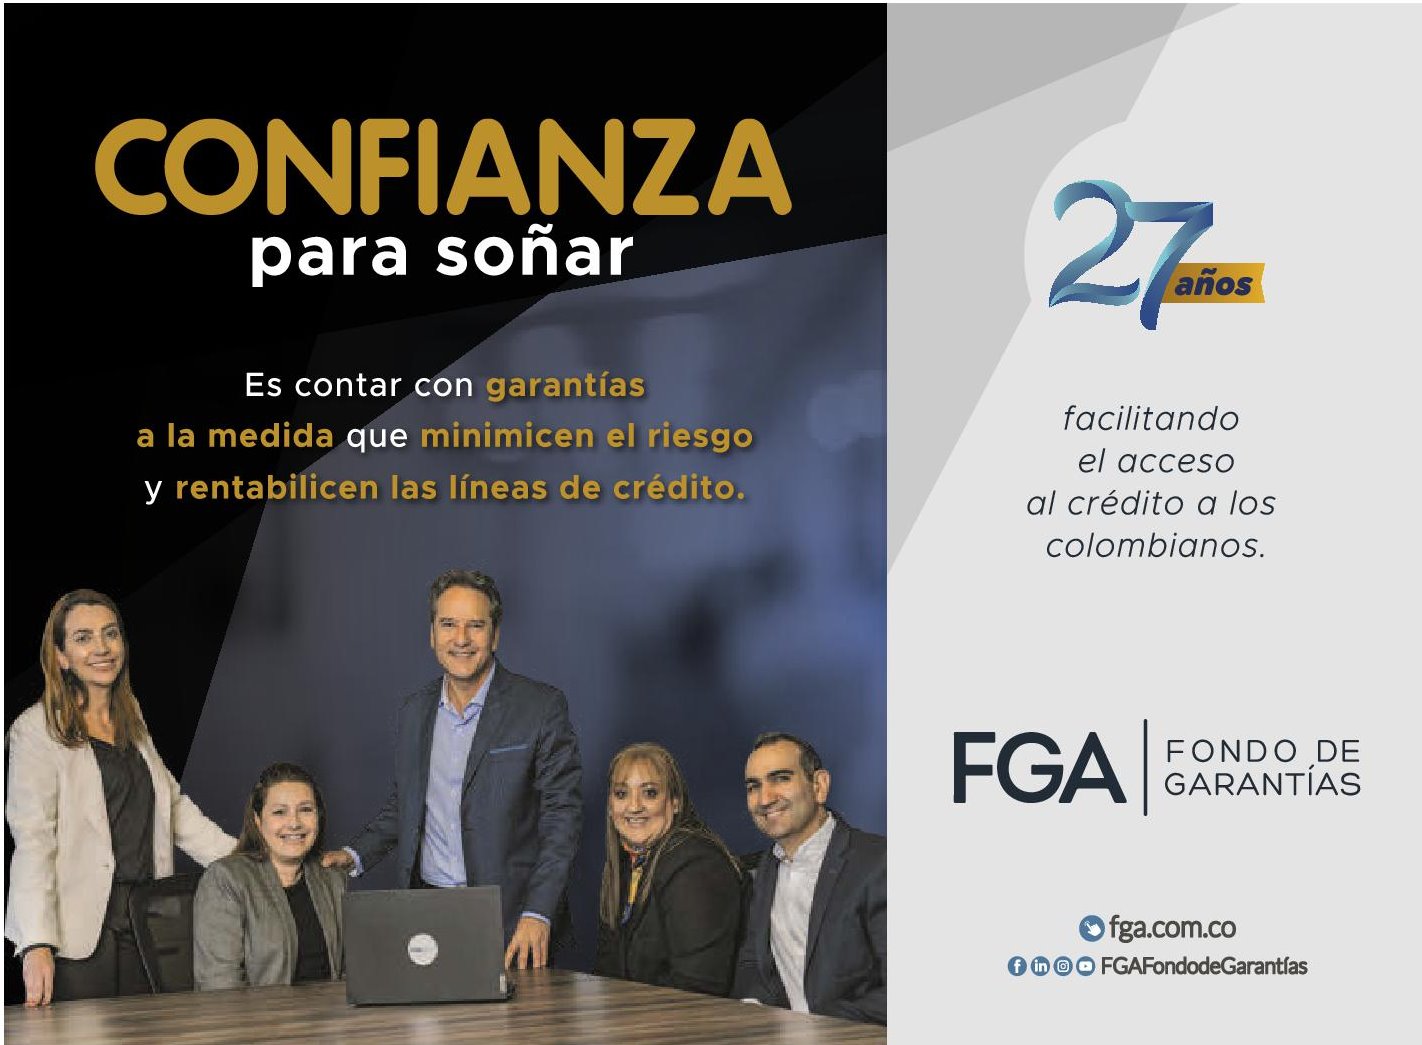 CONFIANZA
para soñar
Es contar con garantías
a la medida que minimicen el riesgo
y rentabilicen las líneas de crédito.
27
años
facilitando
el acceso
al crédito a los
colombianos.
FGA
FONDO DE
GARANTÍAS
fga.com.co
FGAFondodeGarantías